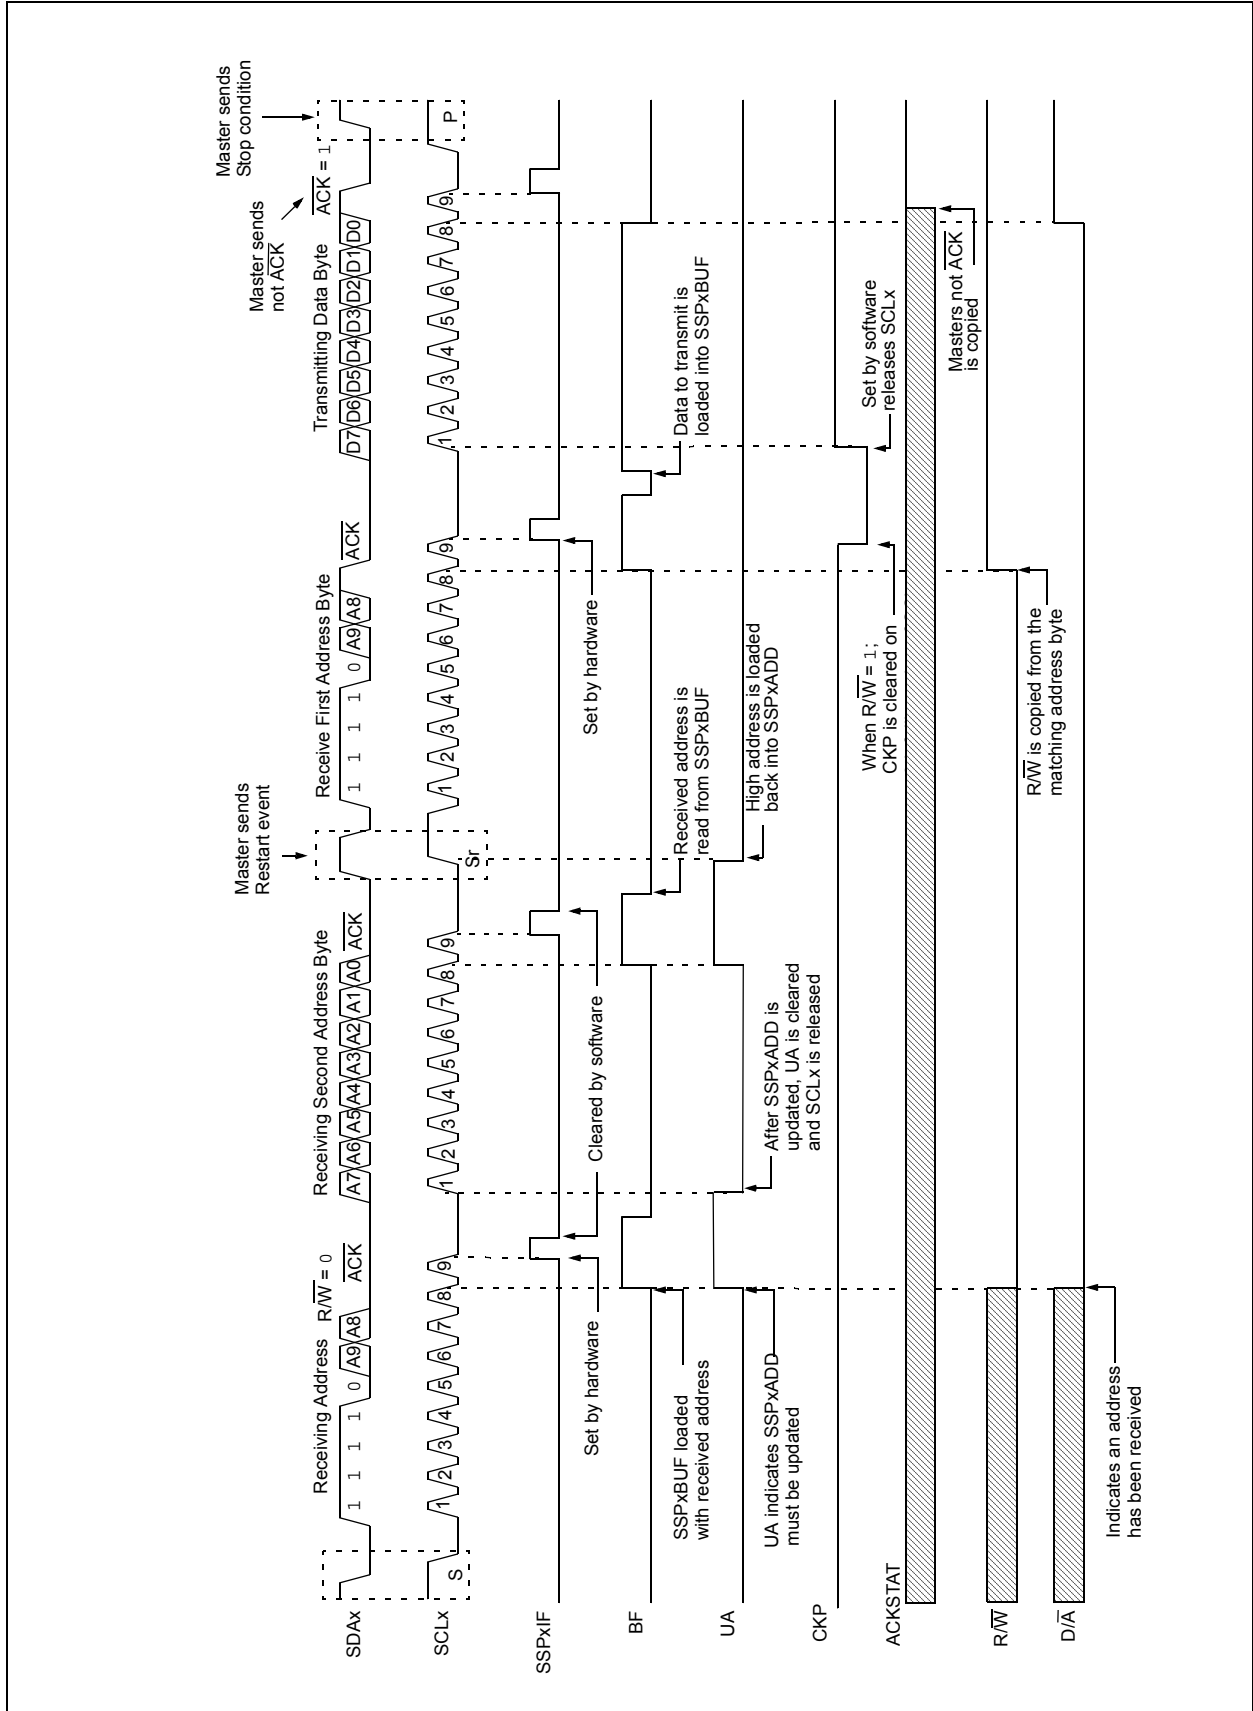 Master sends
Stop condition
Master sends
not A̅C̅K̅
Master sends
Restart event
Receiving Address
R/W̅ = 0
A̅C̅K̅
Receiving Second Address Byte
A̅C̅K̅
Receive First Address Byte
A̅C̅K̅
Transmitting Data Byte
A̅C̅K̅ = 1
SDAx
1 1 1 1 0 A9 A8
A7 A6 A5 A4 A3 A2 A1 A0
1 1 1 1 0 A9 A8
D7 D6 D5 D4 D3 D2 D1 D0
SCLx
S
1 2 3 4 5 6 7 8 9
1 2 3 4 5 6 7 8 9
Sr
1 2 3 4 5 6 7 8 9
1 2 3 4 5 6 7 8 9
P
SSPxIF
Set by hardware
Cleared by software
Set by hardware
BF
SSPxBUF loaded
with received address
Received address is
read from SSPxBUF
Data to transmit is
loaded into SSPxBUF
UA
UA indicates SSPxADD
must be updated
After SSPxADD is
updated, UA is cleared
and SCLx is released
High address is loaded
back into SSPxADD
CKP
When R/W̅ = 1;
CKP is cleared on
Set by software
releases SCLx
ACKSTAT
Masters not A̅C̅K̅
is copied
R/W̅
R/W̅ is copied from the
matching address byte
D/A̅
Indicates an address
has been received